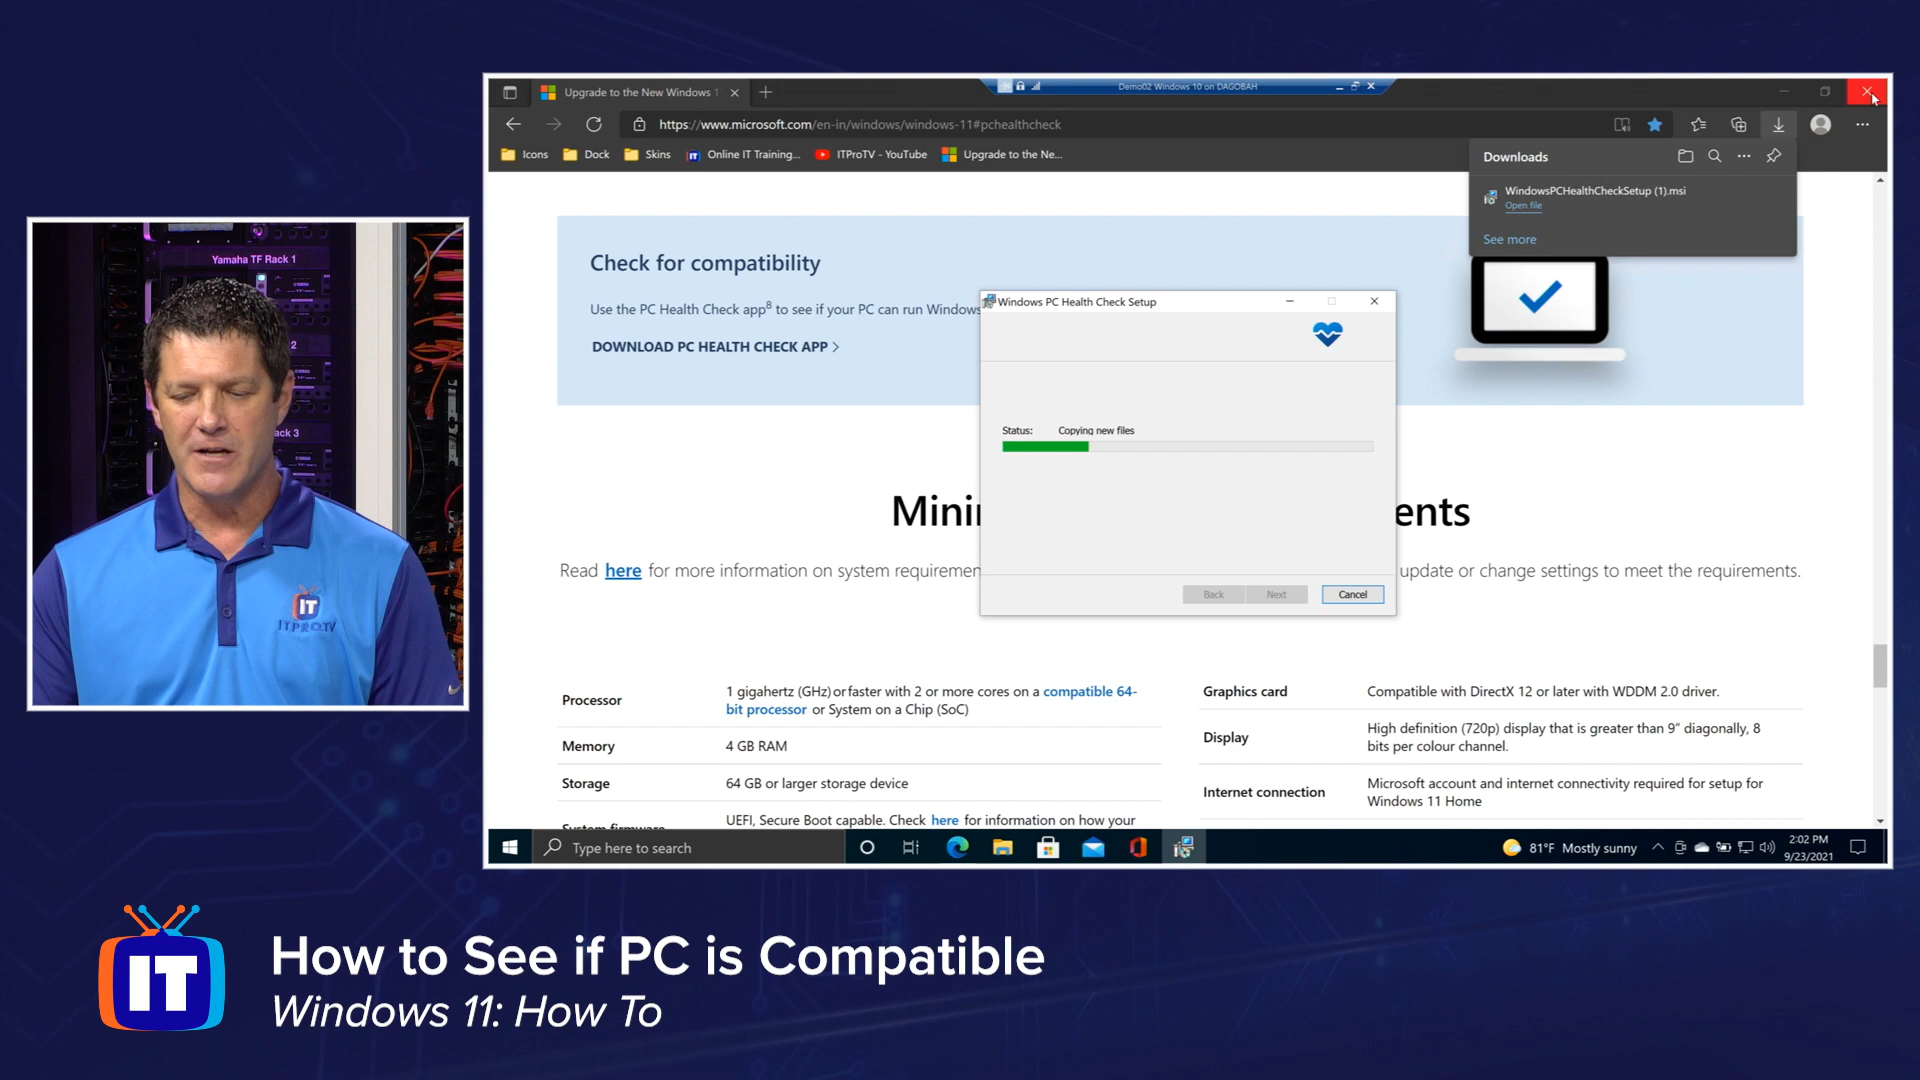 Upgrade to the New Windows 1
Demo02 Windows 10 on DAGOBAH
https://www.microsoft.com/en-in/windows/windows-11#pchealthcheck
Icons
Dock
Skins
Online IT Training...
ITProTV - YouTube
Upgrade to the Ne...
Downloads
WindowsPCHealthCheckSetup (1).msi
Open file
See more
Check for compatibility
Use the PC Health Check app8 to see if your PC can run Windows
DOWNLOAD PC HEALTH CHECK APP
Windows PC Health Check Setup
Status: Copying new files
Back
Next
Cancel
Mini
ents
Read here for more information on system requiremen
update or change settings to meet the requirements.
Processor
1 gigahertz (GHz) or faster with 2 or more cores on a compatible 64-
bit processor or System on a Chip (SoC)
Memory
4 GB RAM
Storage
64 GB or larger storage device
System firmware
UEFI, Secure Boot capable. Check here for information on how your
Graphics card
Compatible with DirectX 12 or later with WDDM 2.0 driver.
Display
High definition (720p) display that is greater than 9" diagonally, 8
bits per colour channel.
Internet connection
Microsoft account and internet connectivity required for setup for
Windows 11 Home
Type here to search
81°F Mostly sunny
2:02 PM
9/23/2021
Yamaha TF Rack 1
2
ack 3
IT
ITPRO.TV
IT
How to See if PC is Compatible
Windows 11: How To